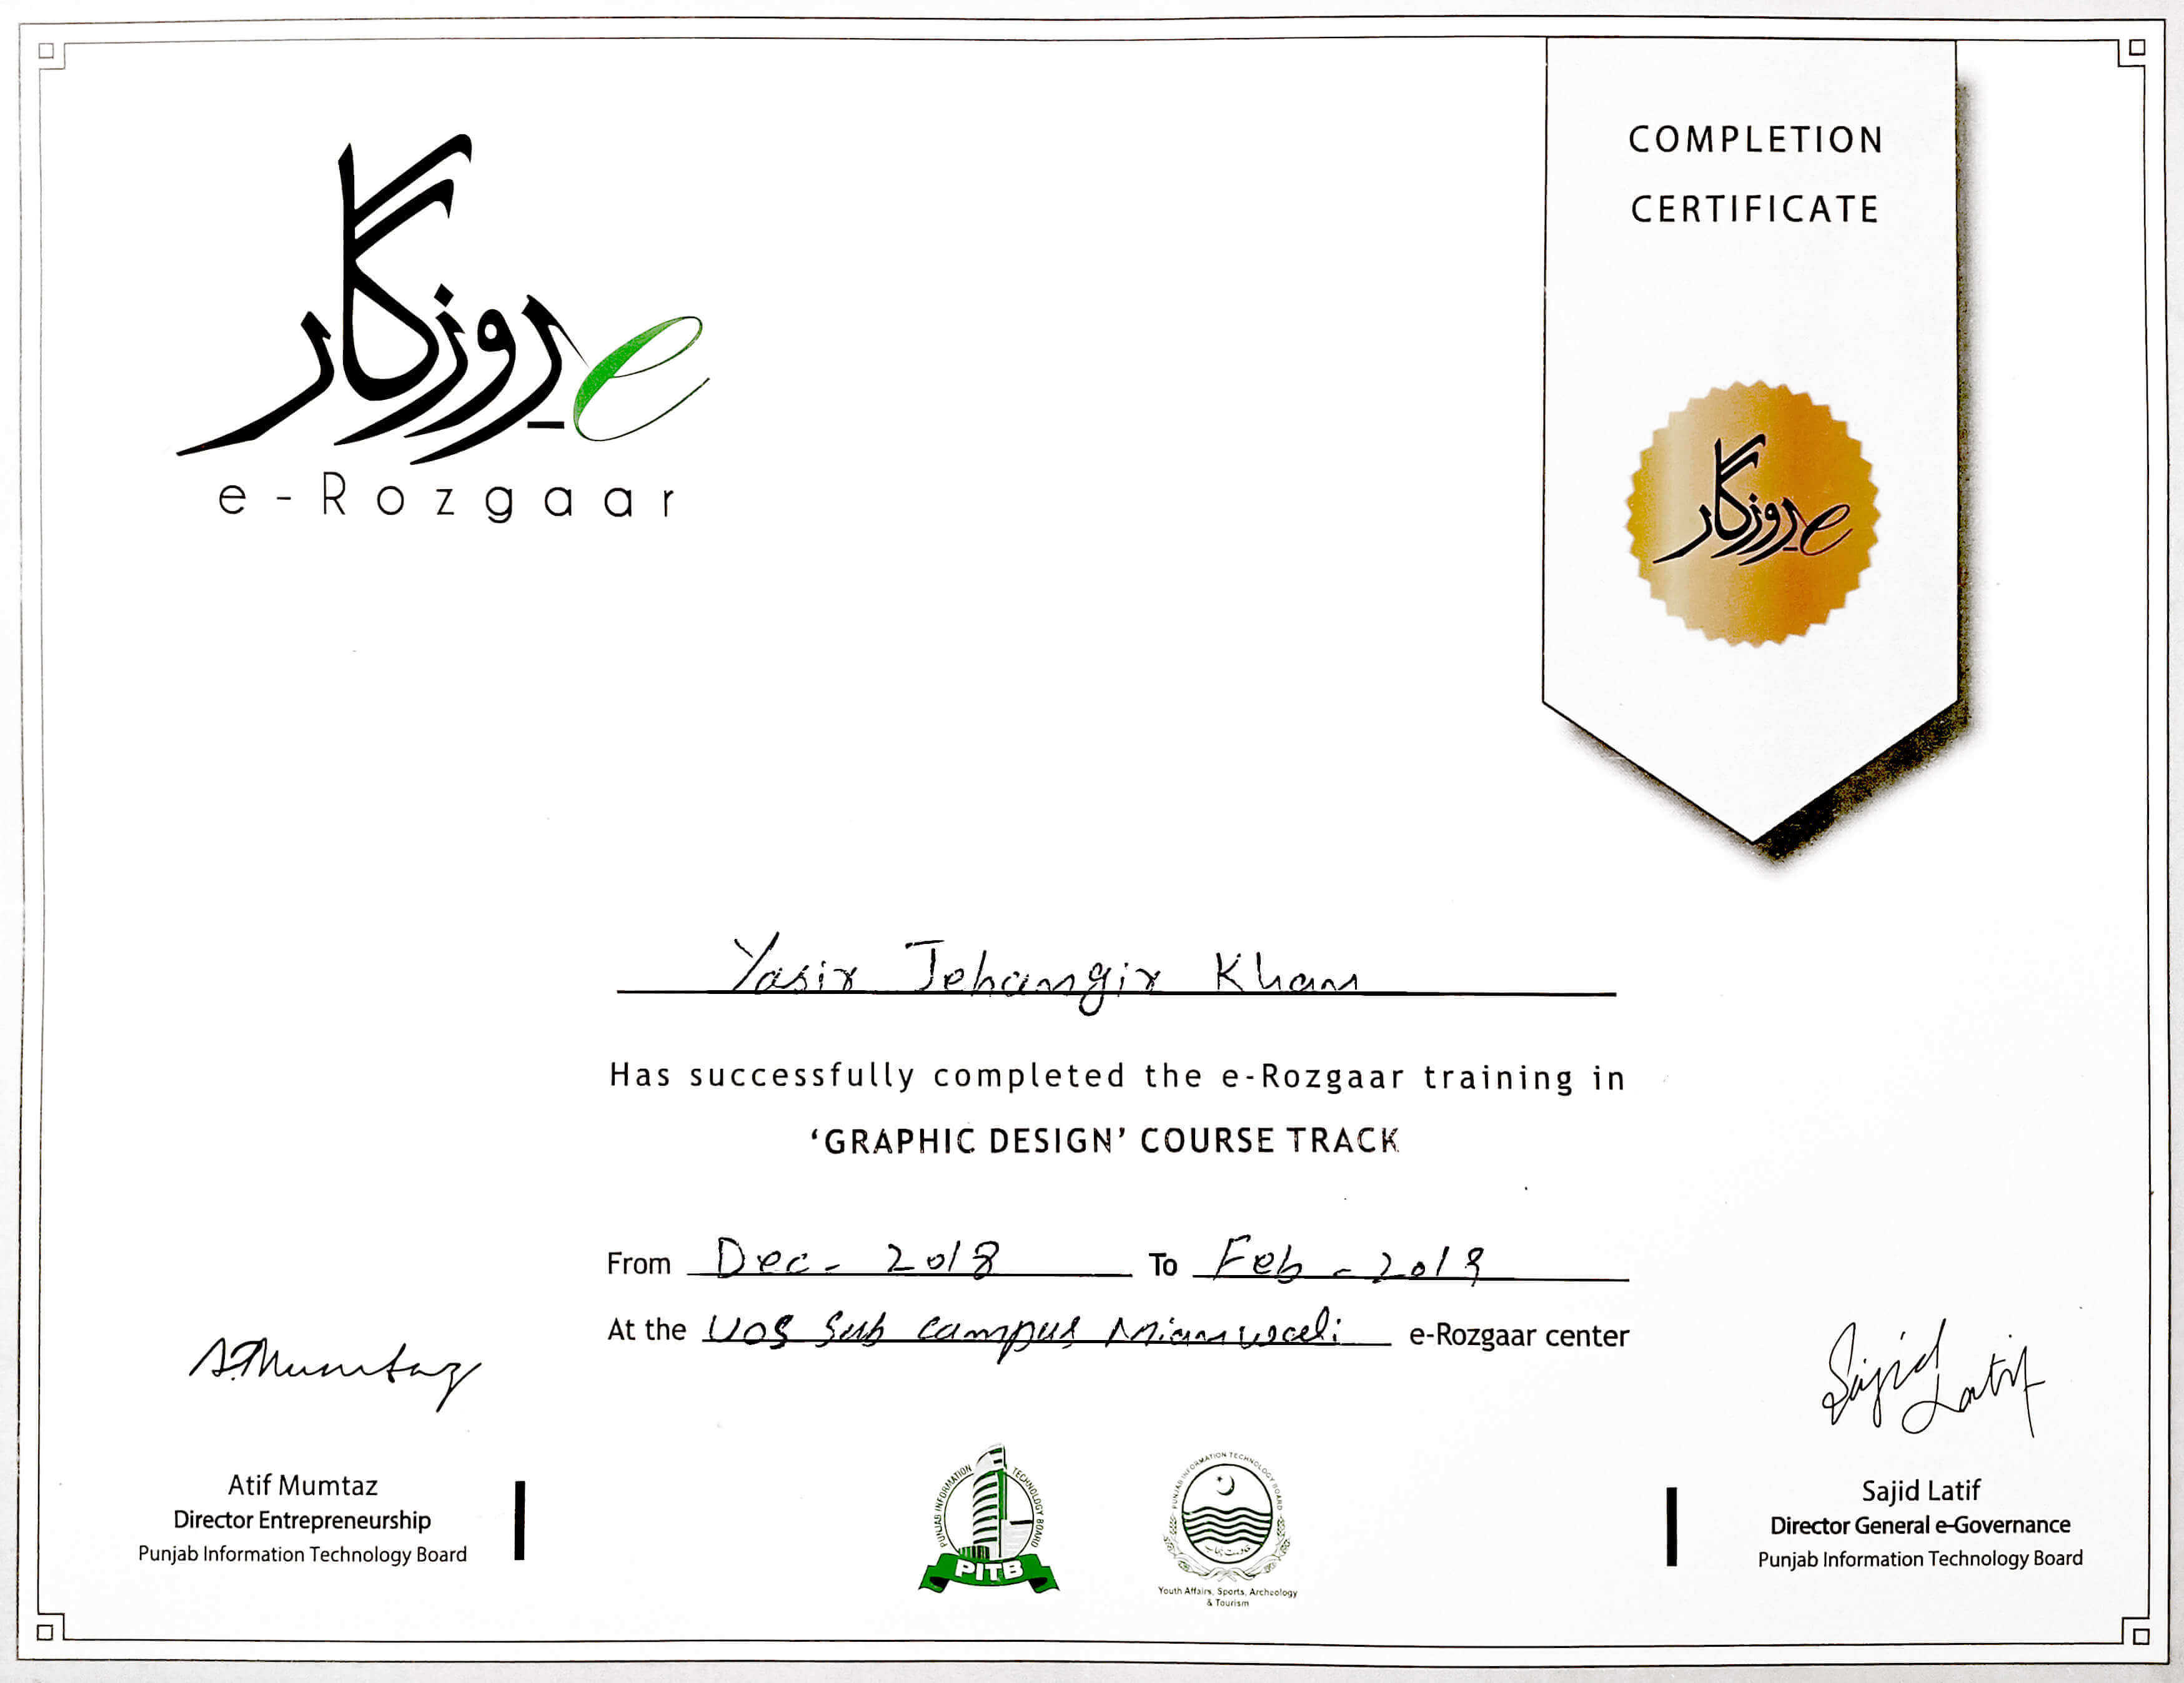 COMPLETION
CERTIFICATE
روزگار e
e-Rozgaar
روزگار e
Yasir Jehangir Khan
Has successfully completed the e-Rozgaar training in
‘GRAPHIC DESIGN’ COURSE TRACK
From Dec - 2018 To Feb - 2019
At the UOS Sub campus Mianwali e-Rozgaar center
A.Mumtaz
Sajid Latif
Atif Mumtaz
Director Entrepreneurship
Punjab Information Technology Board
PUNJAB INFORMATION TECHNOLOGY BOARD
PITB
PUNJAB INFORMATION TECHNOLOGY BOARD
Youth Affairs, Sports, Archeology
& Tourism
Sajid Latif
Director General e-Governance
Punjab Information Technology Board